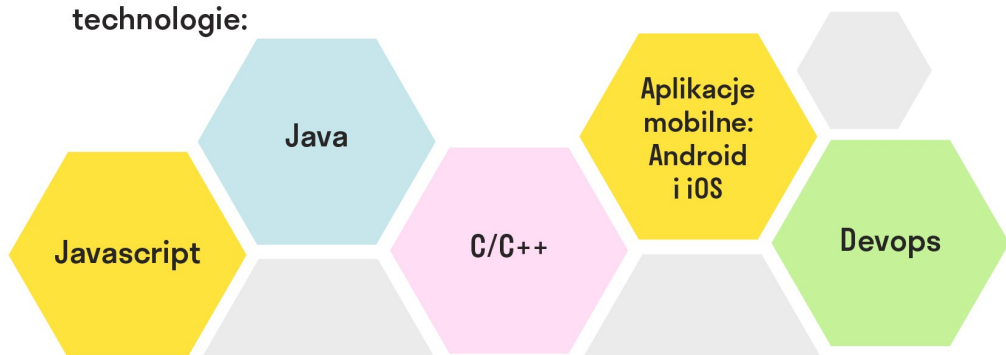 technologie:
Javascript
Java
C/C++
Aplikacje
mobilne:
Android
i iOS
Devops